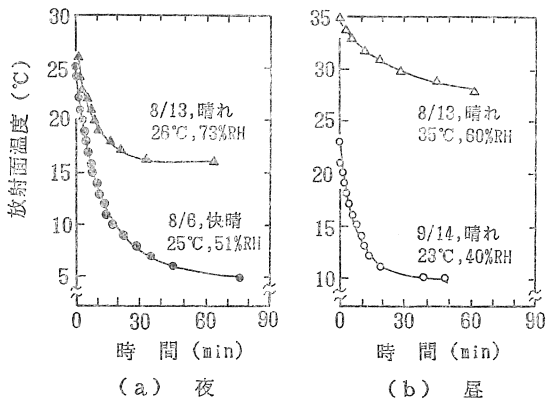 放射面温度 (℃)
30
25
20
15
10
5
8/13,晴れ
26℃,73%RH
8/6,快晴
25℃,51%RH
0 30 60 90
時 間 (min)
(a) 夜
35
30
25
20
15
10
8/13,晴れ
35℃,60%RH
9/14,晴れ
23℃,40%RH
0 30 60 90
時 間 (min)
(b) 昼